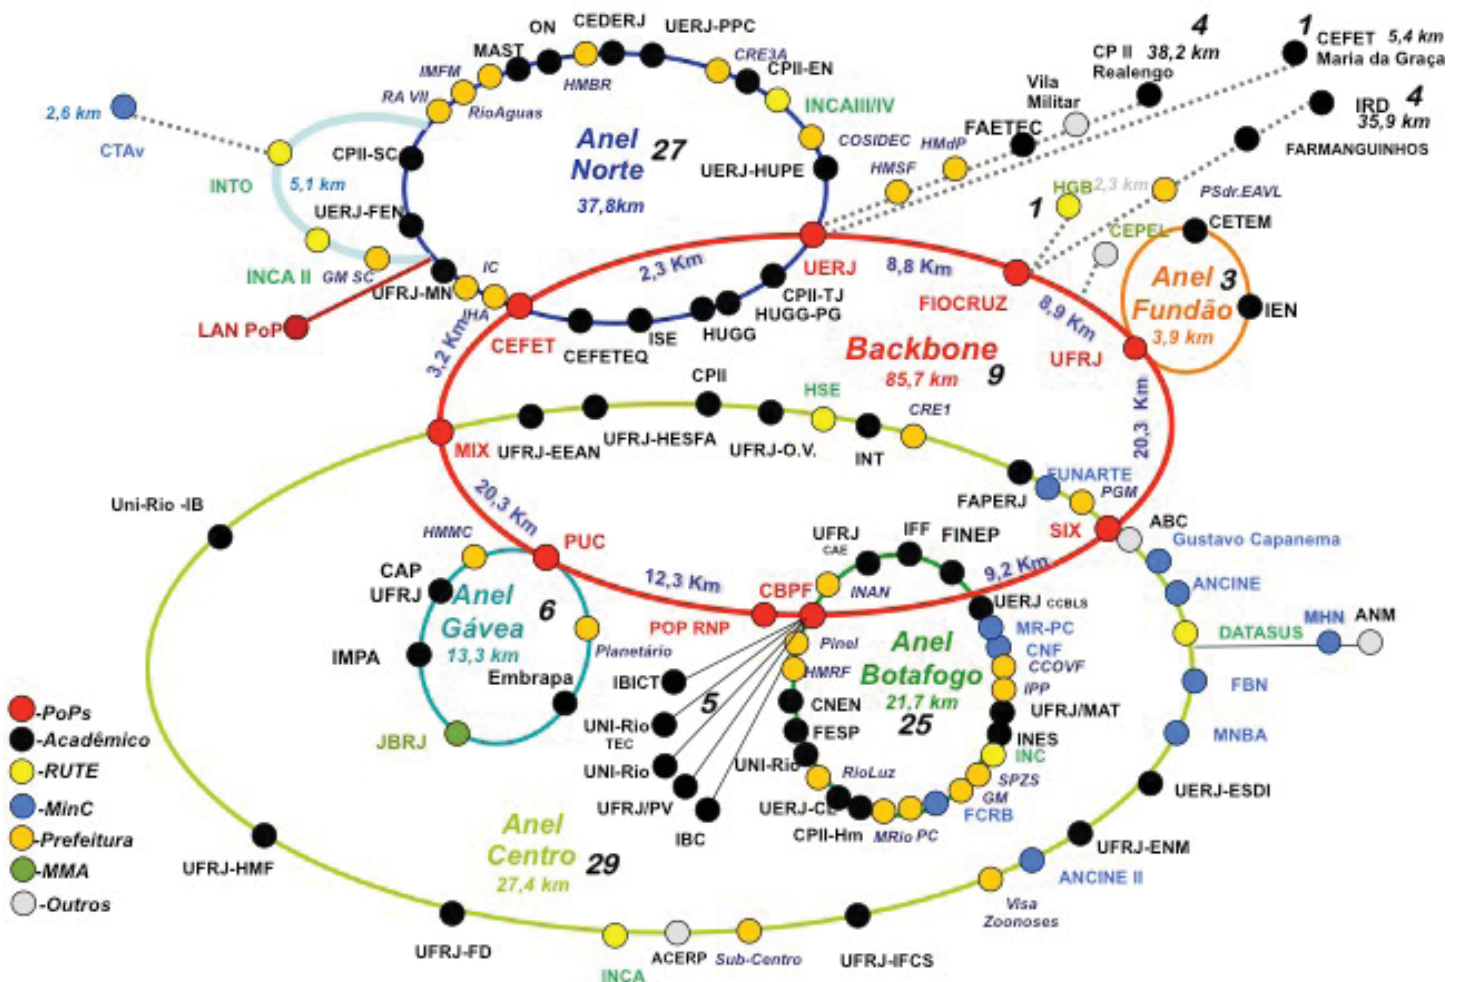 ON
CEDERJ
UERJ-PPC
MAST
CRE3A
CPII-EN
IMFM
HMBR
RA VII
RioAguas
INCAIII/IV
COSIDEC
4
CP II 38,2 km
Realengo
1
CEFET 5,4 km
Maria da Graça
Vila
Militar
FAETEC
HMdP
HMSF
IRD 4
35,9 km
FARMANGUINHOS
2,6 km
CTAv
Anel
Norte 27
37,8km
CPII-SC
UERJ-HUPE
INTO
5,1 km
UERJ-FEN
HGB 2,3 km
1
PSdr.EAVL
CETEM
CEPEL
INCA II
GM SC
UFRJ-MN
IC
IHA
2,3 Km
UERJ
8,8 Km
FIOCRUZ
Anel 3
Fundão
3,9 km
IEN
LAN PoP
CPII-TJ
HUGG-PG
HUGG
ISE
CEFETEQ
CEFET
3,2 Km
8,9 Km
UFRJ
Backbone
85,7 km 9
20,3 Km
CPII
HSE
CRE1
MIX
UFRJ-EEAN
UFRJ-HESFA
UFRJ-O.V.
INT
FAPERJ
FUNARTE
PGM
SIX
ABC
Gustavo Capanema
ANCINE
Uni-Rio -IB
20,3 Km
HMMC
PUC
CAP
UFRJ
Anel
Gávea 6
13,3 km
12,3 Km
CBPF
POP RNP
UFRJ
CAE
IFF
FINEP
9,2 Km
INAN
UERJ CCBLS
MR-PC
CNF
CCOVF
IPP
UFRJ/MAT
INES
INC
SPZS
GM
FCRB
MRio PC
Anel
Botafogo
21,7 km
25
Pinel
HMRF
CNEN
FESP
UNI-Rio
RioLuz
UERJ-CL
CPII-Hm
DATASUS
MHN
ANM
FBN
MNBA
UERJ-ESDI
UFRJ-ENM
ANCINE II
Visa
Zoonoses
IMPA
Planetário
Embrapa
JBRJ
IBICT
5
UNI-Rio
TEC
UNI-Rio
UFRJ/PV
IBC
Anel
Centro 29
27,4 km
UFRJ-HMF
UFRJ-FD
INCA
ACERP
Sub-Centro
UFRJ-IFCS
-PoPs
-Acadêmico
-RUTE
-MinC
-Prefeitura
-MMA
-Outros